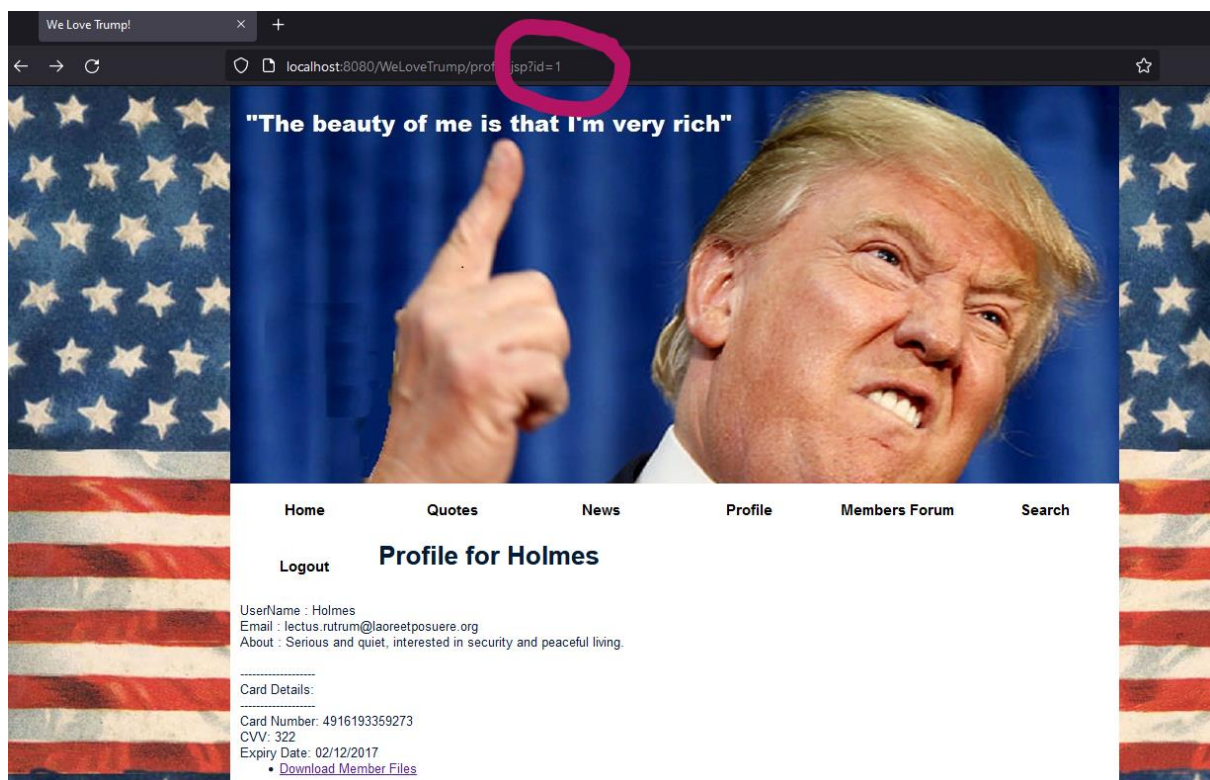 We Love Trump!
localhost:8080/WeLoveTrump/prof jsp?id=1
"The beauty of me is that I'm very rich"
Home Quotes News Profile Members Forum Search
Logout
Profile for Holmes
UserName : Holmes
Email : lectus.rutrum@laoreetposuere.org
About : Serious and quiet, interested in security and peaceful living.
-------------------
Card Details:
-------------------
Card Number: 4916193359273
CVV: 322
Expiry Date: 02/12/2017
• Download Member Files